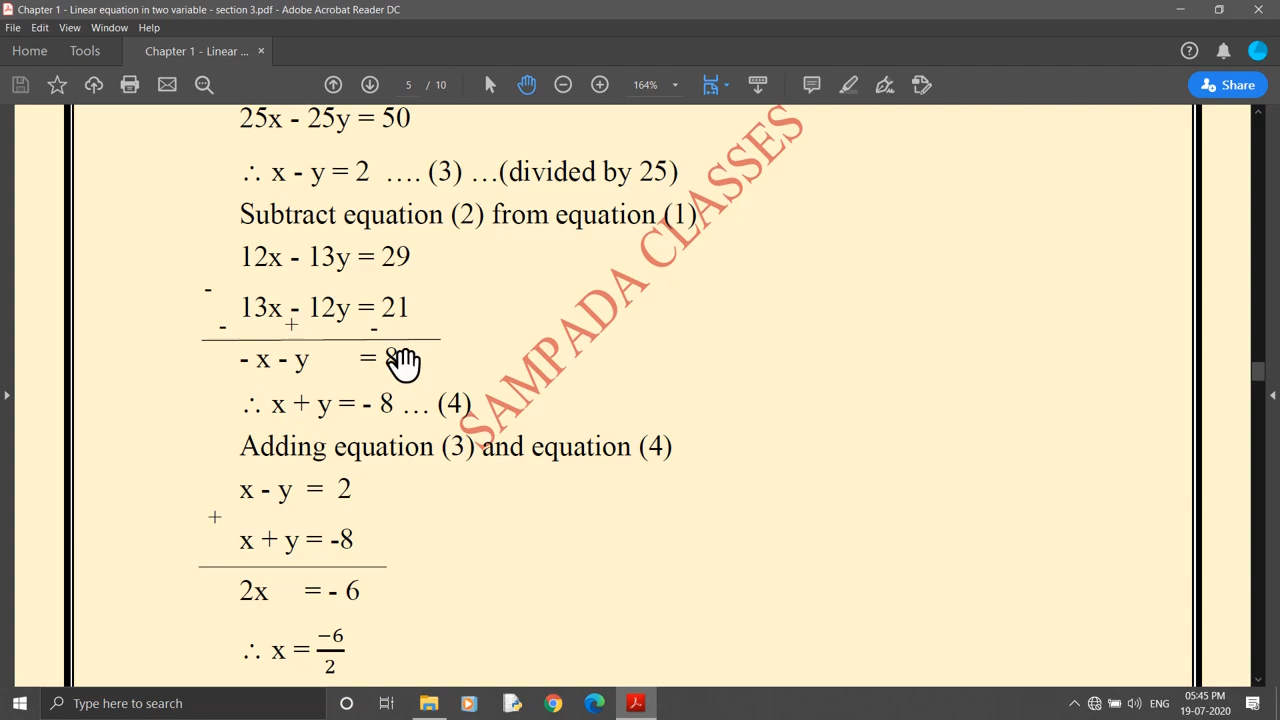 Chapter 1 - Linear equation in two variable - section 3.pdf - Adobe Acrobat Reader DC
File Edit View Window Help
Home Tools Chapter 1 - Linear ... ×
5 / 10 164% Share
25x - 25y = 50
∴ x - y = 2 …. (3) …(divided by 25)
Subtract equation (2) from equation (1)
12x - 13y = 29
-
13x - 12y = 21
- + -
- x - y = 8
∴ x + y = - 8 … (4)
Adding equation (3) and equation (4)
x - y = 2
+
x + y = -8
2x = - 6
∴ x = −6/2
SAMPADA CLASSES
Type here to search
ENG 05:45 PM
19-07-2020